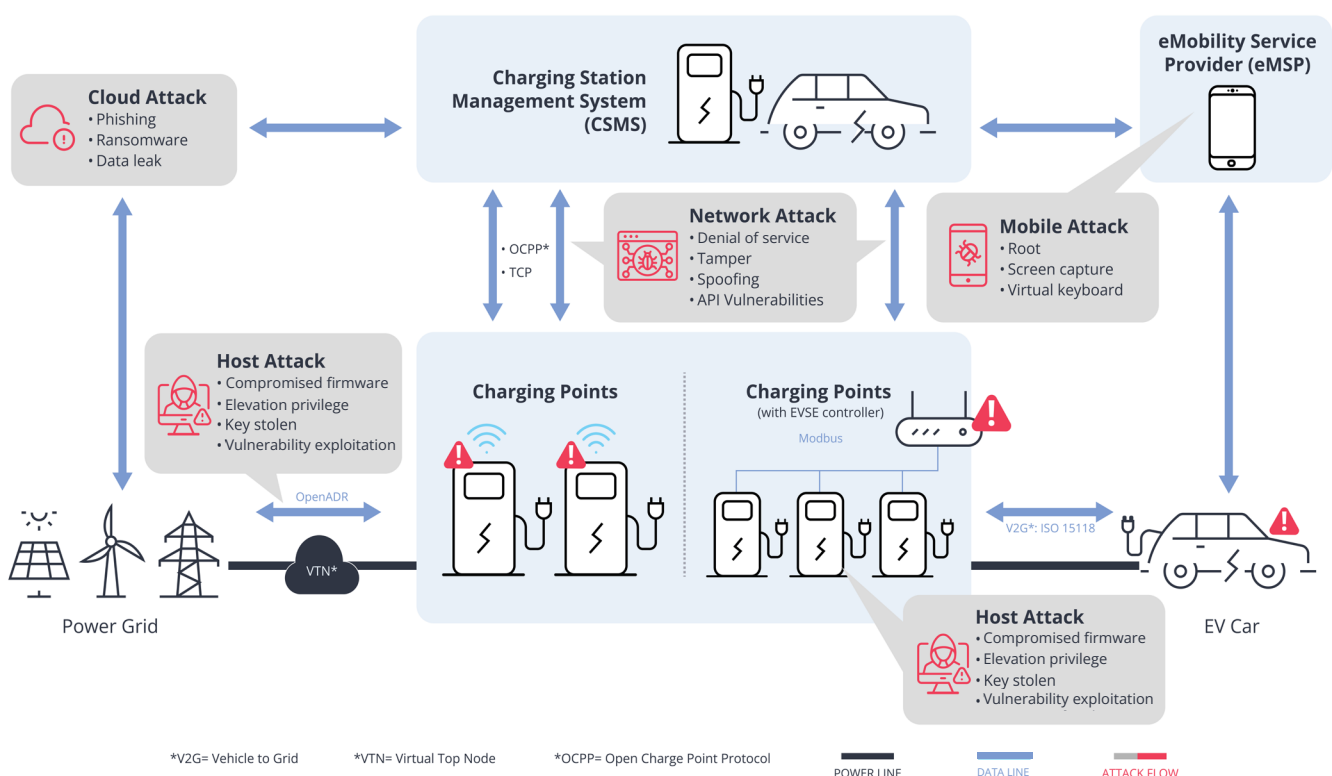 eMobility Service
Provider (eMSP)
Charging Station
Management System
(CSMS)
Cloud Attack
• Phishing
• Ransomware
• Data leak
Network Attack
• Denial of service
• Tamper
• Spoofing
• API Vulnerabilities
• OCPP*
• TCP
Mobile Attack
• Root
• Screen capture
• Virtual keyboard
Host Attack
• Compromised firmware
• Elevation privilege
• Key stolen
• Vulnerability exploitation
Charging Points
Charging Points
(with EVSE controller)
Modbus
OpenADR
V2G*: ISO 15118
VTN*
Power Grid
EV Car
Host Attack
• Compromised firmware
• Elevation privilege
• Key stolen
• Vulnerability exploitation
*V2G= Vehicle to Grid
*VTN= Virtual Top Node
*OCPP= Open Charge Point Protocol
POWER LINE
DATA LINE
ATTACK FLOW